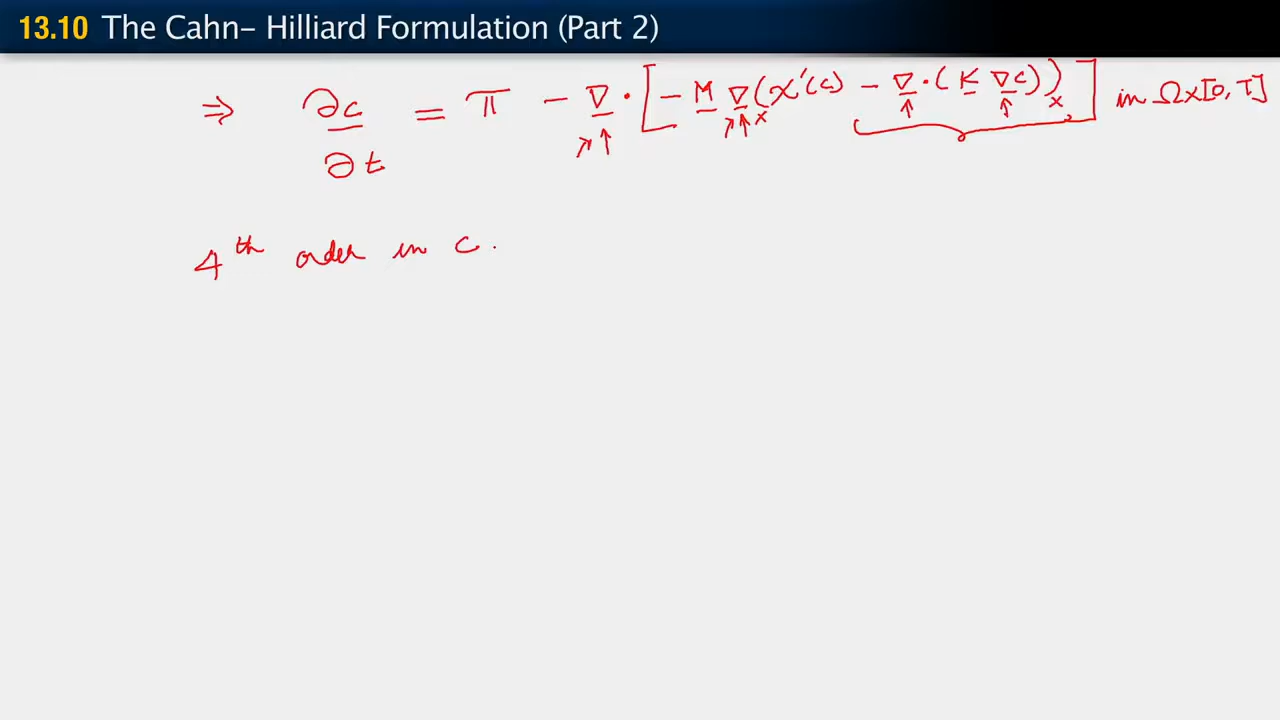 13.10 The Cahn– Hilliard Formulation (Part 2)
⇒ ∂c/∂t = π − ∇ · [− M ∇(χ′(c) − ∇ · (K ∇c))] in Ω×[0, T]
4th order in c.